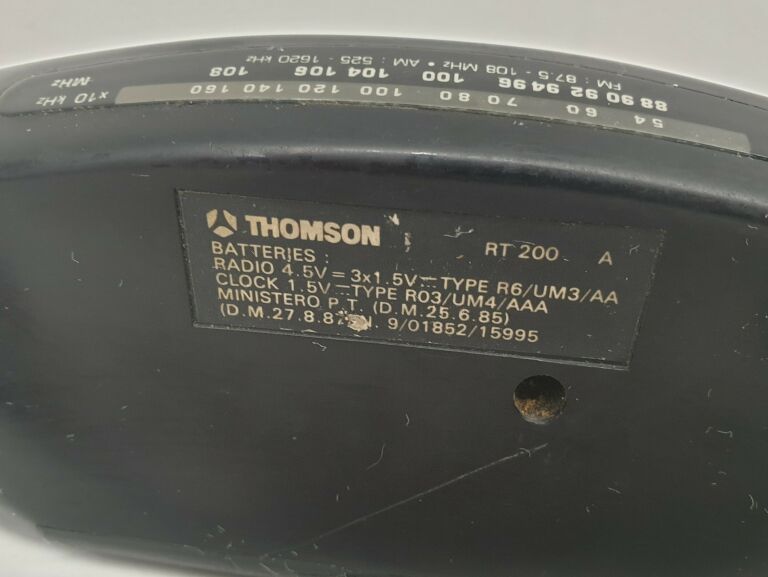 FM : 87.5 - 108 MHz • AM : 525 - 1620 kHz
88 90 92 94 96 100 104 106 108 MHz
54 60 70 80 100 120 140 160 x10 kHz
THOMSON RT 200 A
BATTERIES :
RADIO 4.5V = 3x1.5V TYPE R6/UM3/AA
CLOCK 1.5V TYPE R03/UM4/AAA
MINISTERO P.T. (D.M.25.6.85)
(D.M.27.8.8 9/01852/15995